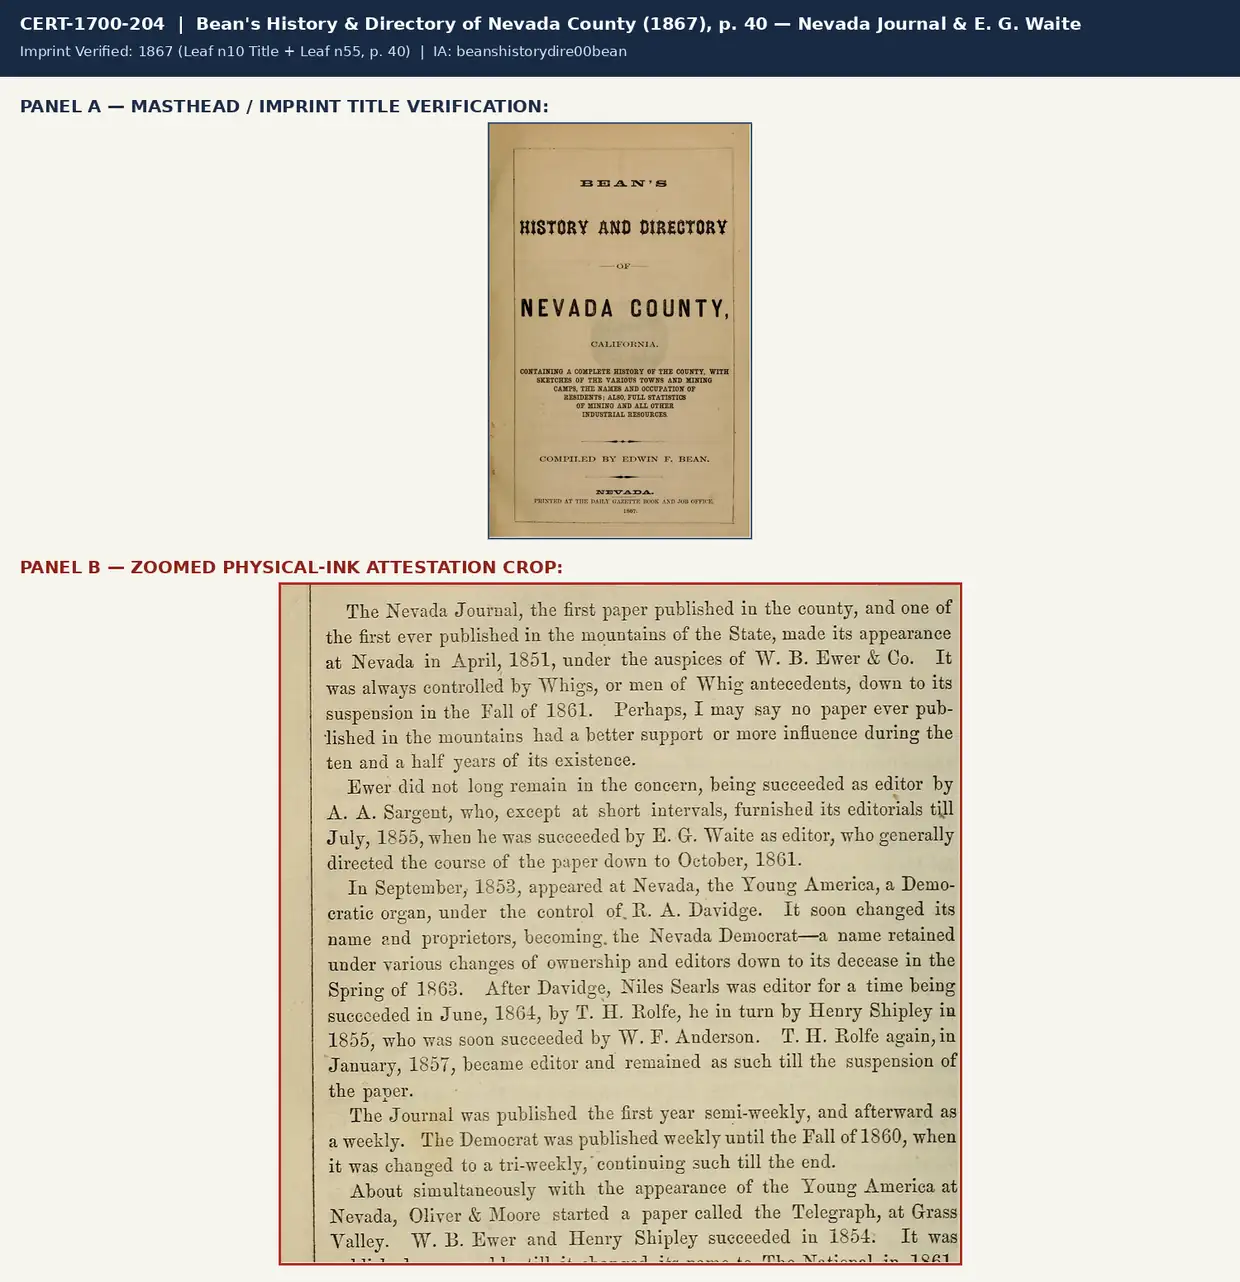 CERT-1700-204 | Bean's History & Directory of Nevada County (1867), p. 40 — Nevada Journal & E. G. Waite
Imprint Verified: 1867 (Leaf n10 Title + Leaf n55, p. 40) | IA: beanshistorydire00bean
PANEL A — MASTHEAD / IMPRINT TITLE VERIFICATION:
BEAN'S
HISTORY AND DIRECTORY
—OF—
NEVADA COUNTY,
CALIFORNIA.
CONTAINING A COMPLETE HISTORY OF THE COUNTY, WITH
SKETCHES OF THE VARIOUS TOWNS AND MINING
CAMPS, THE NAMES AND OCCUPATION OF
RESIDENTS; ALSO, FULL STATISTICS
OF MINING AND ALL OTHER
INDUSTRIAL RESOURCES.
COMPILED BY EDWIN F. BEAN.
NEVADA.
PRINTED AT THE DAILY GAZETTE BOOK AND JOB OFFICE.
1867.
PANEL B — ZOOMED PHYSICAL-INK ATTESTATION CROP:
The Nevada Journal, the first paper published in the county, and one of
the first ever published in the mountains of the State, made its appearance
at Nevada in April, 1851, under the auspices of W. B. Ewer & Co. It
was always controlled by Whigs, or men of Whig antecedents, down to its
suspension in the Fall of 1861. Perhaps, I may say no paper ever pub-
lished in the mountains had a better support or more influence during the
ten and a half years of its existence.
Ewer did not long remain in the concern, being succeeded as editor by
A. A. Sargent, who, except at short intervals, furnished its editorials till
July, 1855, when he was succeeded by E. G. Waite as editor, who generally
directed the course of the paper down to October, 1861.
In September, 1853, appeared at Nevada, the Young America, a Demo-
cratic organ, under the control of R. A. Davidge. It soon changed its
name and proprietors, becoming the Nevada Democrat—a name retained
under various changes of ownership and editors down to its decease in the
Spring of 1863. After Davidge, Niles Searls was editor for a time being
succeeded in June, 1864, by T. H. Rolfe, he in turn by Henry Shipley in
1855, who was soon succeeded by W. F. Anderson. T. H. Rolfe again, in
January, 1857, became editor and remained as such till the suspension of
the paper.
The Journal was published the first year semi-weekly, and afterward as
a weekly. The Democrat was published weekly until the Fall of 1860, when
it was changed to a tri-weekly, continuing such till the end.
About simultaneously with the appearance of the Young America at
Nevada, Oliver & Moore started a paper called the Telegraph, at Grass
Valley. W. B. Ewer and Henry Shipley succeeded in 1854. It was
till it changed its name to The National in 1861